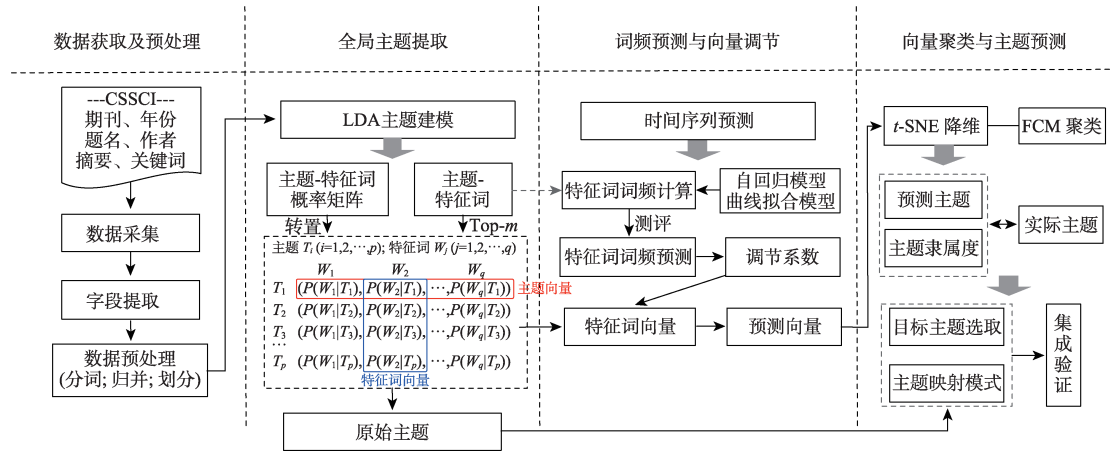 数据获取及预处理
全局主题提取
词频预测与向量调节
向量聚类与主题预测
---CSSCI---
期刊、年份
题名、作者
摘要、关键词
数据采集
字段提取
数据预处理
(分词; 归并; 划分)
LDA主题建模
主题-特征词
概率矩阵
主题-
特征词
转置
Top-m
主题 Ti (i=1,2,⋯,p); 特征词 Wj (j=1,2,⋯,q)
W1 W2 Wq
T1 (P(W1|T1), P(W2|T1), ⋯,P(Wq|T1))
主题向量
T2 (P(W1|T2), P(W2|T2), ⋯,P(Wq|T2))
T3 (P(W1|T3), P(W2|T3), ⋯,P(Wq|T3))
⋯
Tp (P(W1|Tp), P(W2|Tp), ⋯,P(Wq|Tp))
特征词向量
原始主题
时间序列预测
特征词词频计算
自回归模型
曲线拟合模型
测评
特征词词频预测
调节系数
特征词向量
预测向量
t-SNE 降维
FCM 聚类
预测主题
主题隶属度
实际主题
目标主题选取
主题映射模式
集成验证